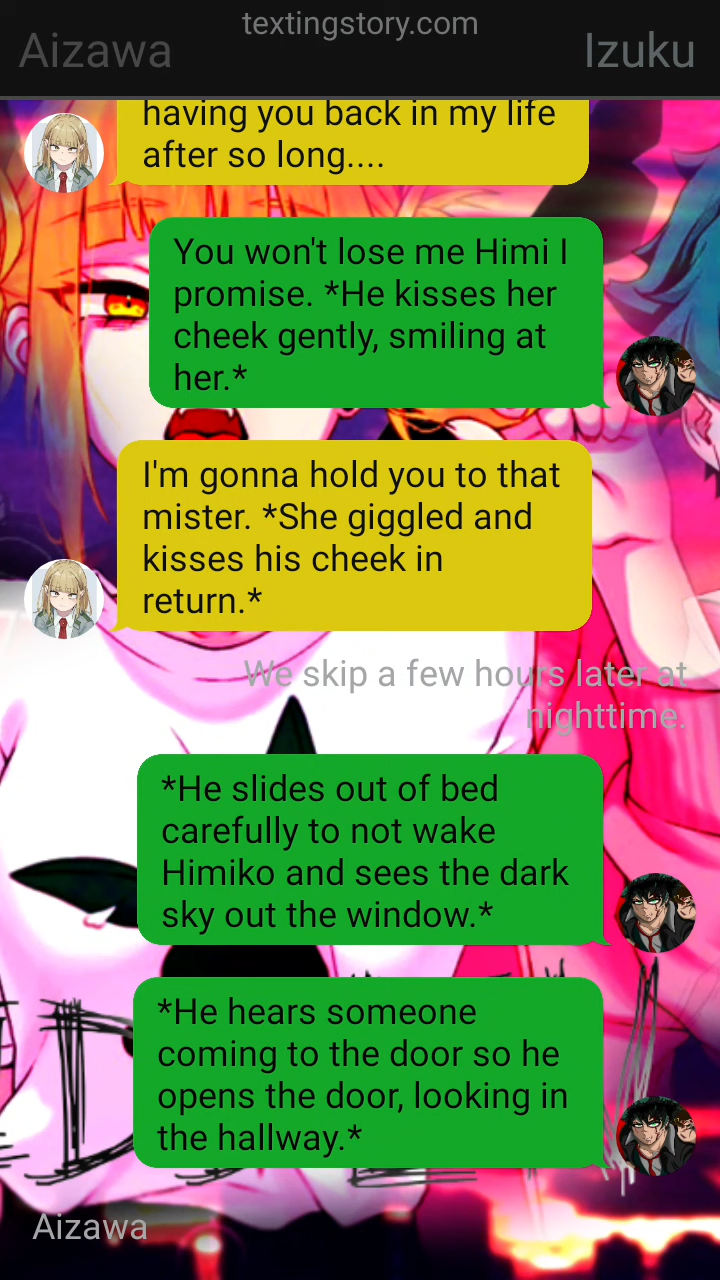 textingstory.com
Aizawa
Izuku
having you back in my life
after so long....
You won't lose me Himi I
promise. *He kisses her
cheek gently, smiling at
her.*
I'm gonna hold you to that
mister. *She giggled and
kisses his cheek in
return.*
We skip a few hours later at
nighttime.
*He slides out of bed
carefully to not wake
Himiko and sees the dark
sky out the window.*
*He hears someone
coming to the door so he
opens the door, looking in
the hallway.*
Aizawa